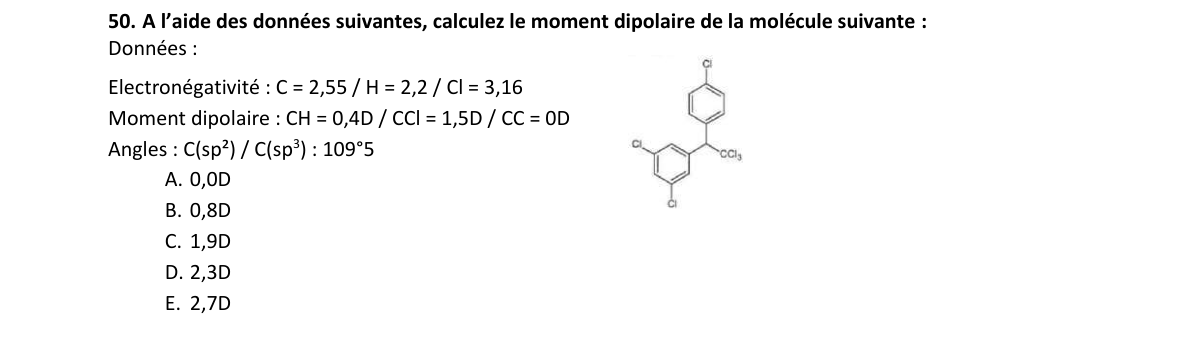 50. A l’aide des données suivantes, calculez le moment dipolaire de la molécule suivante :
Données :
Electronégativité : C = 2,55 / H = 2,2 / Cl = 3,16
Moment dipolaire : CH = 0,4D / CCl = 1,5D / CC = 0D
Angles : C(sp²) / C(sp³) : 109°5
A. 0,0D
B. 0,8D
C. 1,9D
D. 2,3D
E. 2,7D
Cl
Cl
CCl₃
Cl